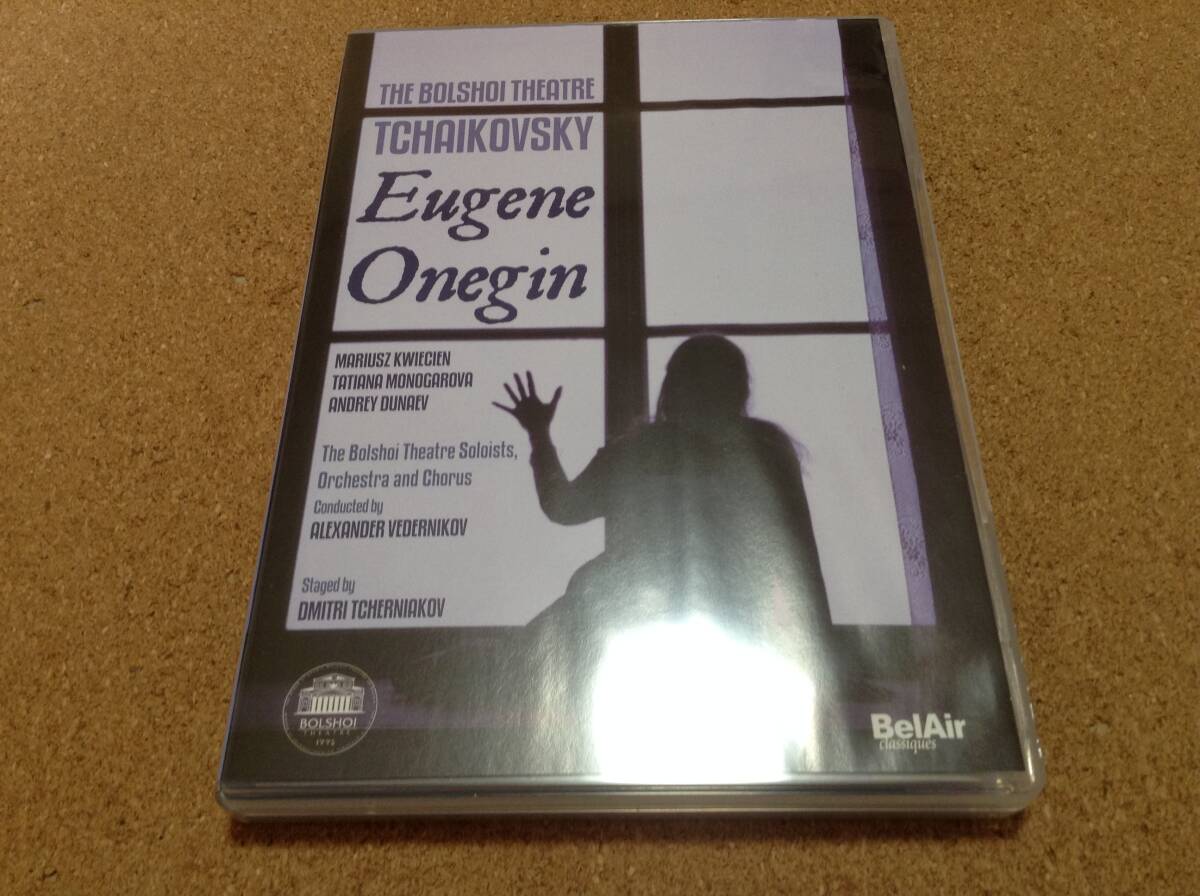 THE BOLSHOI THEATRE
TCHAIKOVSKY
Eugene
Onegin
MARIUSZ KWIECIEN
TATIANA MONOGAROVA
ANDREY DUNAEV
The Bolshoi Theatre Soloists,
Orchestra and Chorus
Conducted by
ALEXANDER VEDERNIKOV
Staged by
DMITRI TCHERNIAKOV
BOLSHOI
THEATRE
BelAir
classiques